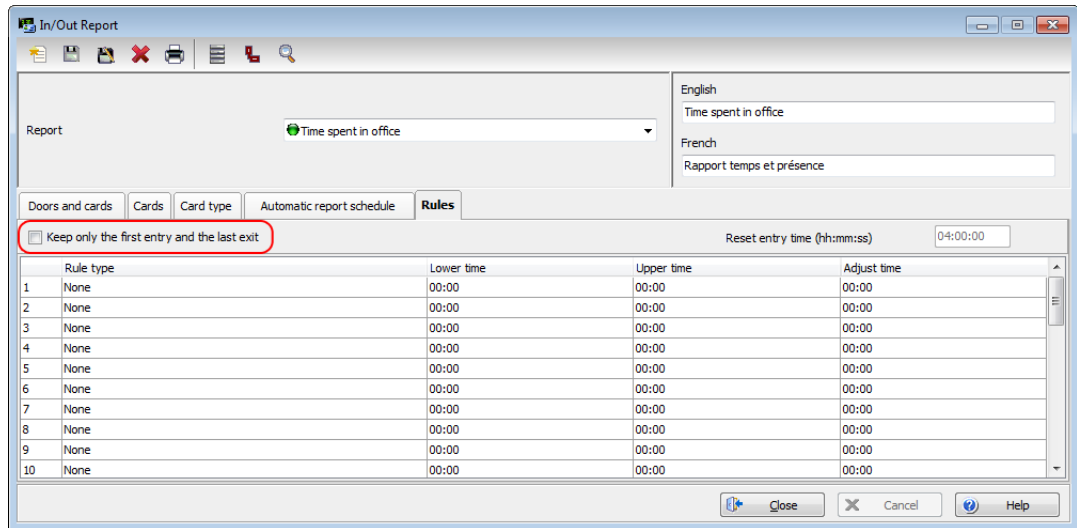 In/Out Report
English
Time spent in office
Report
Time spent in office
French
Rapport temps et présence
Doors and cards Cards Card type Automatic report schedule Rules
Keep only the first entry and the last exit Reset entry time (hh:mm:ss) 04:00:00
Rule type Lower time Upper time Adjust time
1 None 00:00 00:00 00:00
2 None 00:00 00:00 00:00
3 None 00:00 00:00 00:00
4 None 00:00 00:00 00:00
5 None 00:00 00:00 00:00
6 None 00:00 00:00 00:00
7 None 00:00 00:00 00:00
8 None 00:00 00:00 00:00
9 None 00:00 00:00 00:00
10 None 00:00 00:00 00:00
Close Cancel Help